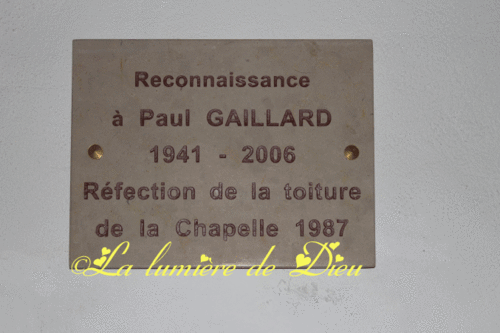 Reconnaissance
à Paul GAILLARD
1941 - 2006
Réfection de la toiture
de la Chapelle 1987
©La lumière de Dieu